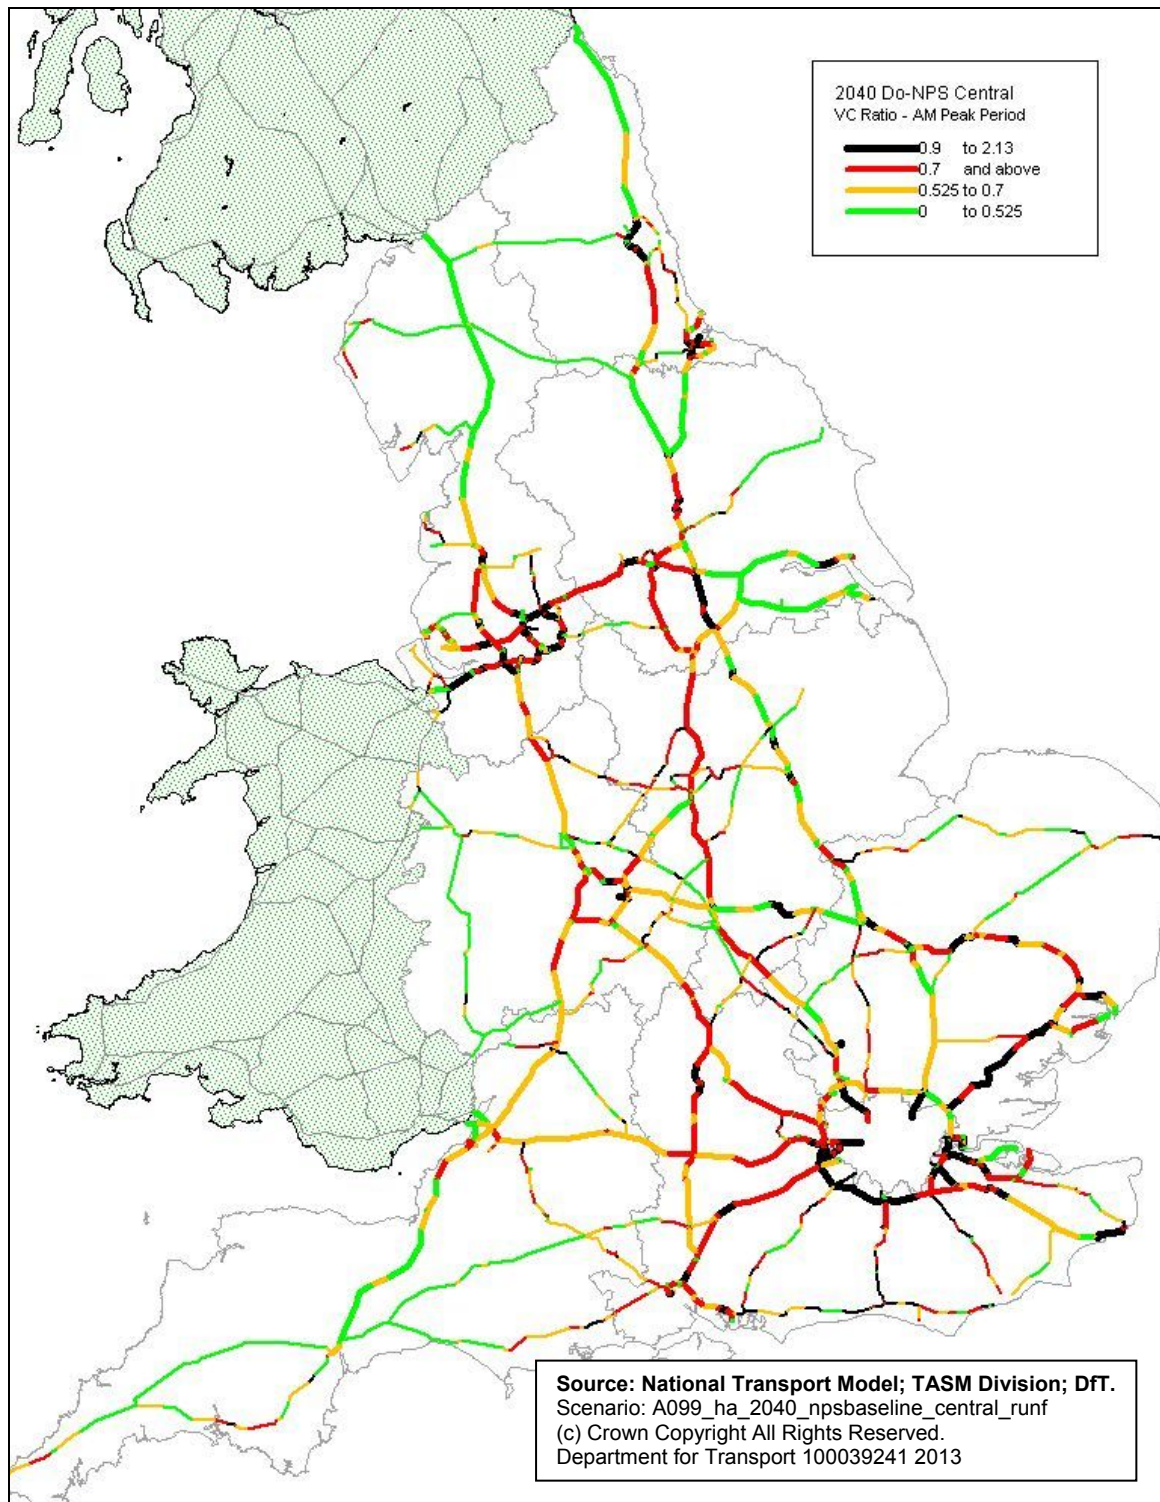 2040 Do-NPS Central
VC Ratio - AM Peak Period
0.9 to 2.13
0.7 and above
0.525 to 0.7
0 to 0.525
Source: National Transport Model; TASM Division; DfT.
Scenario: A099_ha_2040_npsbaseline_central_runf
(c) Crown Copyright All Rights Reserved.
Department for Transport 100039241 2013